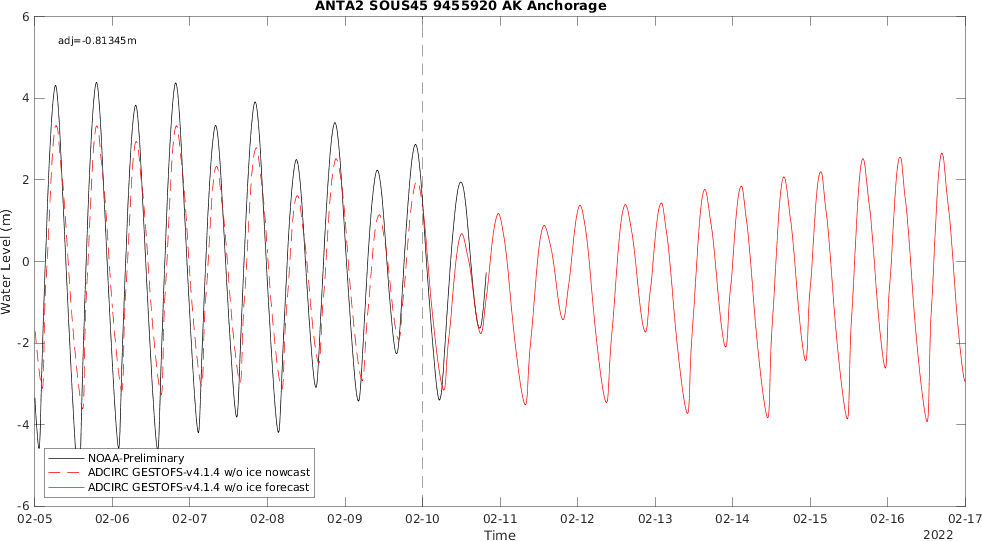 ANTA2 SOUS45 9455920 AK Anchorage
adj=-0.81345m
6
4
2
0
-2
-4
-6
Water Level (m)
NOAA-Preliminary
ADCIRC GESTOFS-v4.1.4 w/o ice nowcast
ADCIRC GESTOFS-v4.1.4 w/o ice forecast
02-05 02-06 02-07 02-08 02-09 02-10 02-11 02-12 02-13 02-14 02-15 02-16 02-17
Time
2022